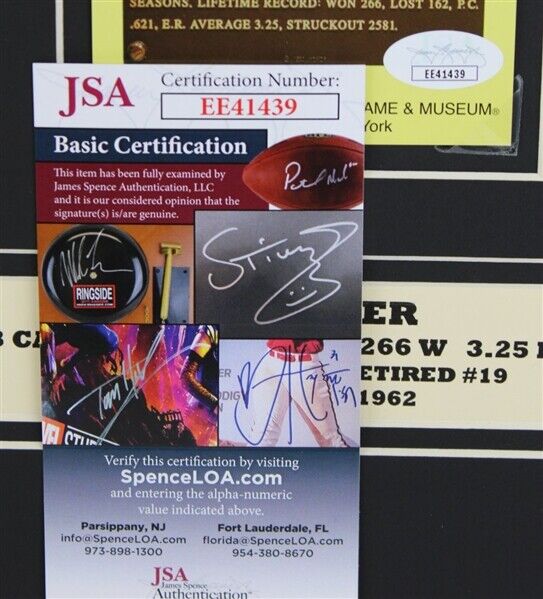 SEASONS. LIFETIME RECORD: WON 266, LOST 162, P.C.
.621, E.R. AVERAGE 3.25, STRUCKOUT 2581.
EE41439
AME & MUSEUM®
York
JSA
Certification Number:
EE41439
Basic Certification
This item has been fully examined by
James Spence Authentication, LLC
and it is our considered opinion that the
signature(s) is/are genuine.
RINGSIDE
ER
266 W 3.25
ETIRED #19
1962
Verify this certification by visiting
SpenceLOA.com
and entering the alpha-numeric
value indicated above.
Parsippany, NJ
info@SpenceLOA.com
973-898-1300
Fort Lauderdale, FL
florida@SpenceLOA.com
954-380-8670
JSA
James Spence
Authentication™